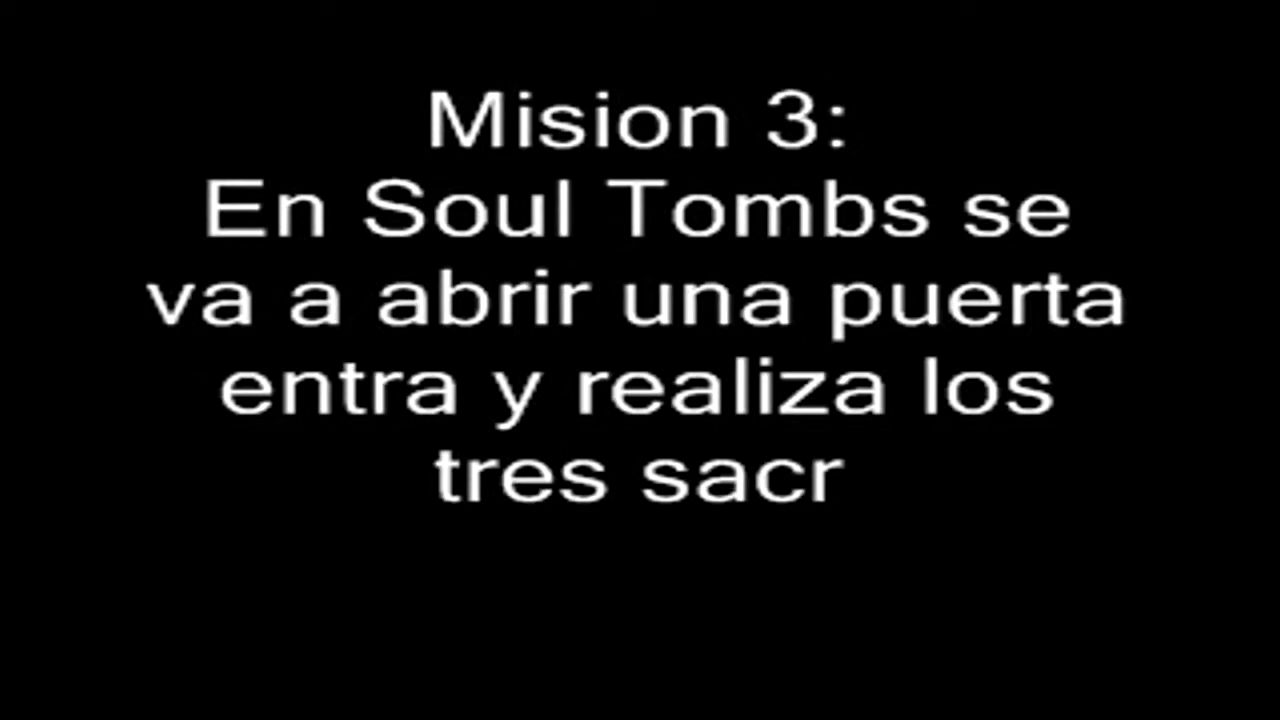 Mision 3:
En Soul Tombs se
va a abrir una puerta
entra y realiza los
tres sacr